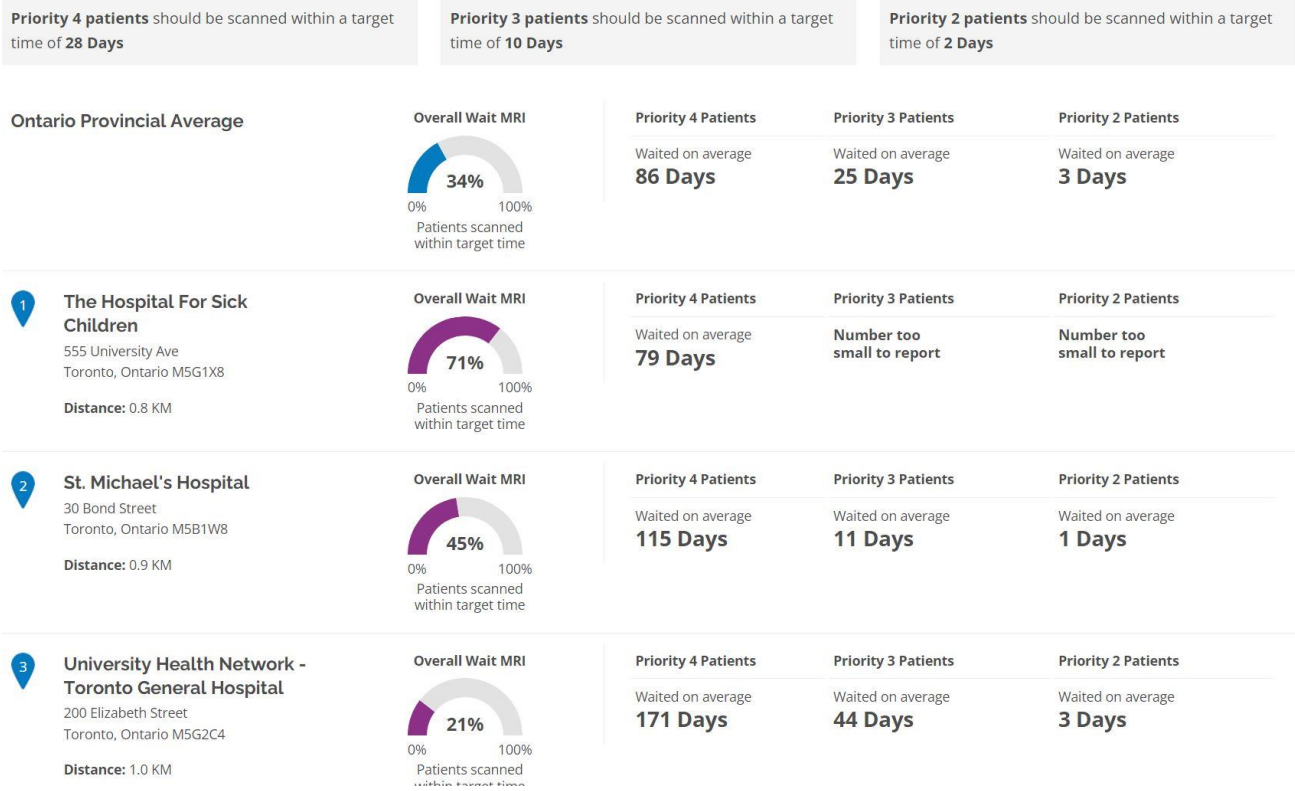 Priority 4 patients should be scanned within a target
time of 28 Days
Priority 3 patients should be scanned within a target
time of 10 Days
Priority 2 patients should be scanned within a target
time of 2 Days
Ontario Provincial Average
Overall Wait MRI
34%
0% 100%
Patients scanned
within target time
Priority 4 Patients
Waited on average
86 Days
Priority 3 Patients
Waited on average
25 Days
Priority 2 Patients
Waited on average
3 Days
1
The Hospital For Sick
Children
555 University Ave
Toronto, Ontario M5G1X8
Distance: 0.8 KM
Overall Wait MRI
71%
0% 100%
Patients scanned
within target time
Priority 4 Patients
Waited on average
79 Days
Priority 3 Patients
Number too
small to report
Priority 2 Patients
Number too
small to report
2
St. Michael's Hospital
30 Bond Street
Toronto, Ontario M5B1W8
Distance: 0.9 KM
Overall Wait MRI
45%
0% 100%
Patients scanned
within target time
Priority 4 Patients
Waited on average
115 Days
Priority 3 Patients
Waited on average
11 Days
Priority 2 Patients
Waited on average
1 Days
3
University Health Network -
Toronto General Hospital
200 Elizabeth Street
Toronto, Ontario M5G2C4
Distance: 1.0 KM
Overall Wait MRI
21%
0% 100%
Patients scanned
within target time
Priority 4 Patients
Waited on average
171 Days
Priority 3 Patients
Waited on average
44 Days
Priority 2 Patients
Waited on average
3 Days